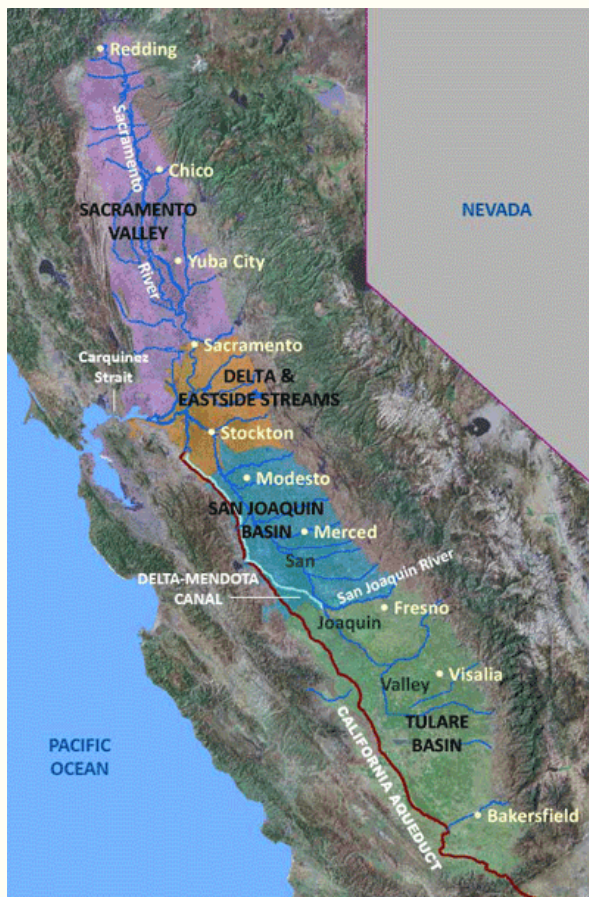 Redding
Sacramento
Chico
SACRAMENTO
VALLEY
NEVADA
Yuba City
River
Sacramento
Carquinez
Strait
DELTA &
EASTSIDE STREAMS
Stockton
Modesto
SAN JOAQUIN
BASIN
Merced
San
San Joaquin River
DELTA-MENDOTA
CANAL
Fresno
Joaquin
Visalia
Valley
TULARE
BASIN
PACIFIC
OCEAN
CALIFORNIA AQUEDUCT
Bakersfield